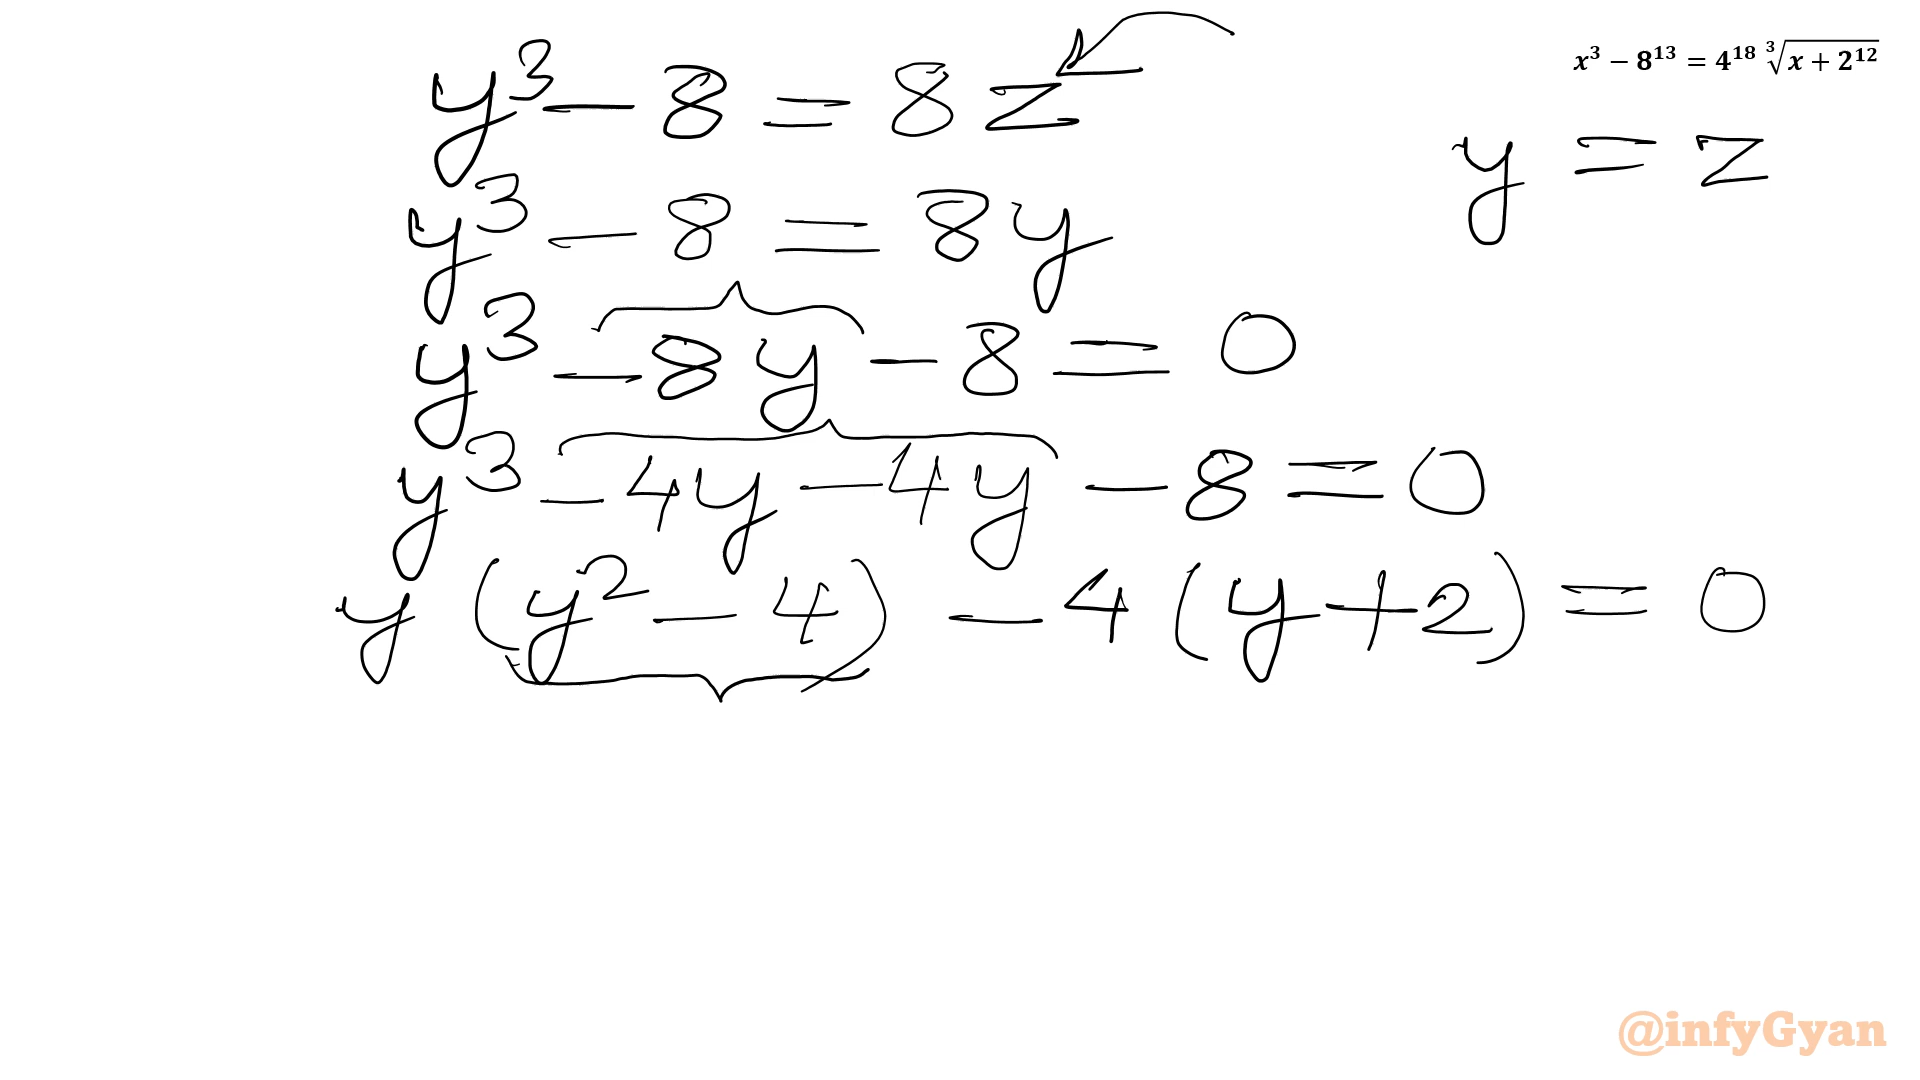 x³ − 8¹³ = 4¹⁸ ∛(x + 2¹²)
y³ − 8 = 8z
y = z
y³ − 8 = 8y
y³ − 8y − 8 = 0
y³ − 4y − 4y − 8 = 0
y (y² − 4) − 4 (y + 2) = 0
@infyGyan